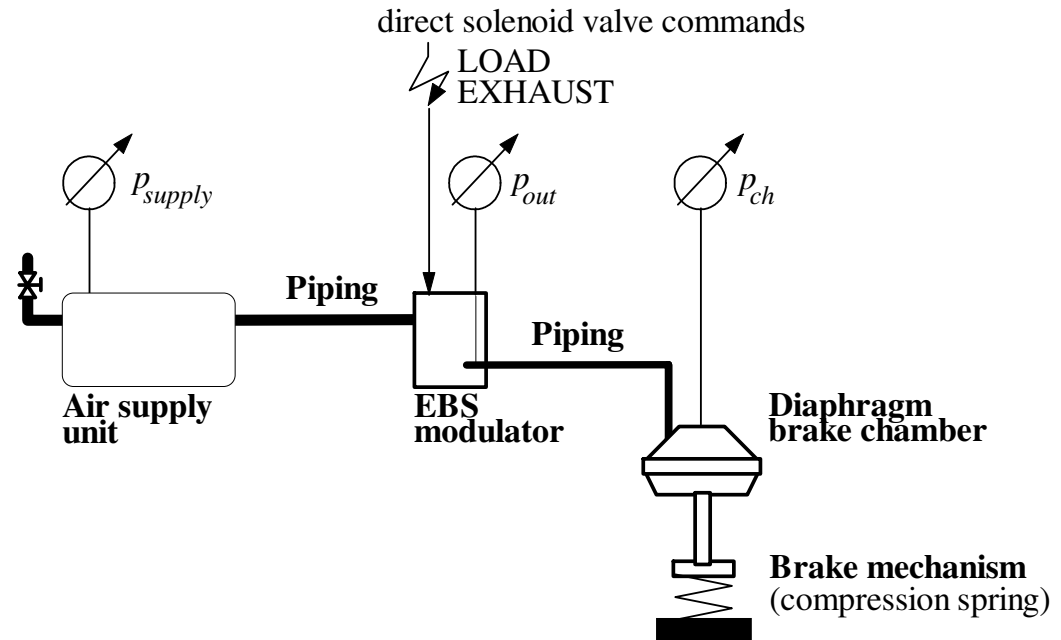 direct solenoid valve commands
LOAD
EXHAUST
p_supply
p_out
p_ch
Piping
Piping
Air supply
unit
EBS
modulator
Diaphragm
brake chamber
Brake mechanism
(compression spring)